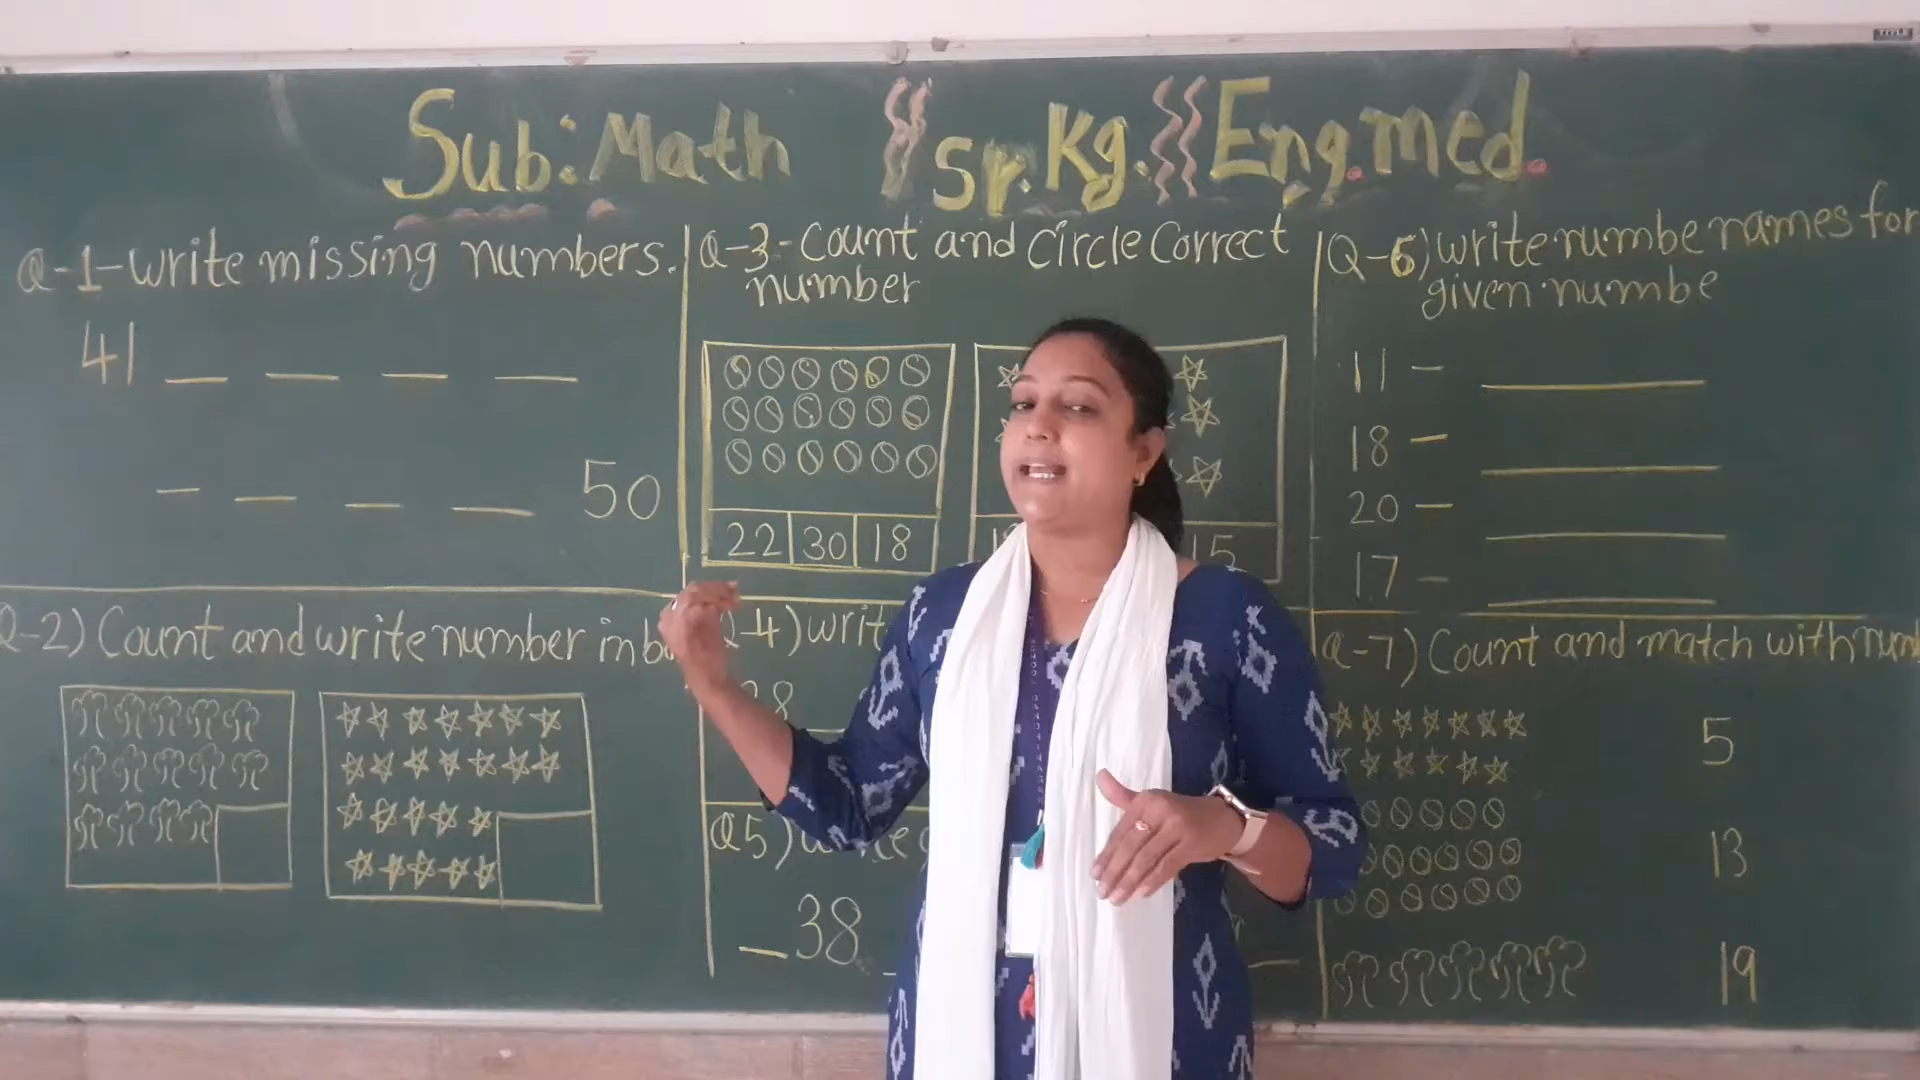 Sub: Math Sr. Kg. Eng. Med.
Q-1-write missing numbers.
41 _ _ _ _
_ _ _ _ 50
Q-2) Count and write number in
Q-3-Count and circle Correct
number
22 30 18
15
Q-4) write
38
Q-6) write numbe names for
given numbe
11 -
18 -
20 -
17 -
Q-7) Count and match with num
5
13
19
TITLE